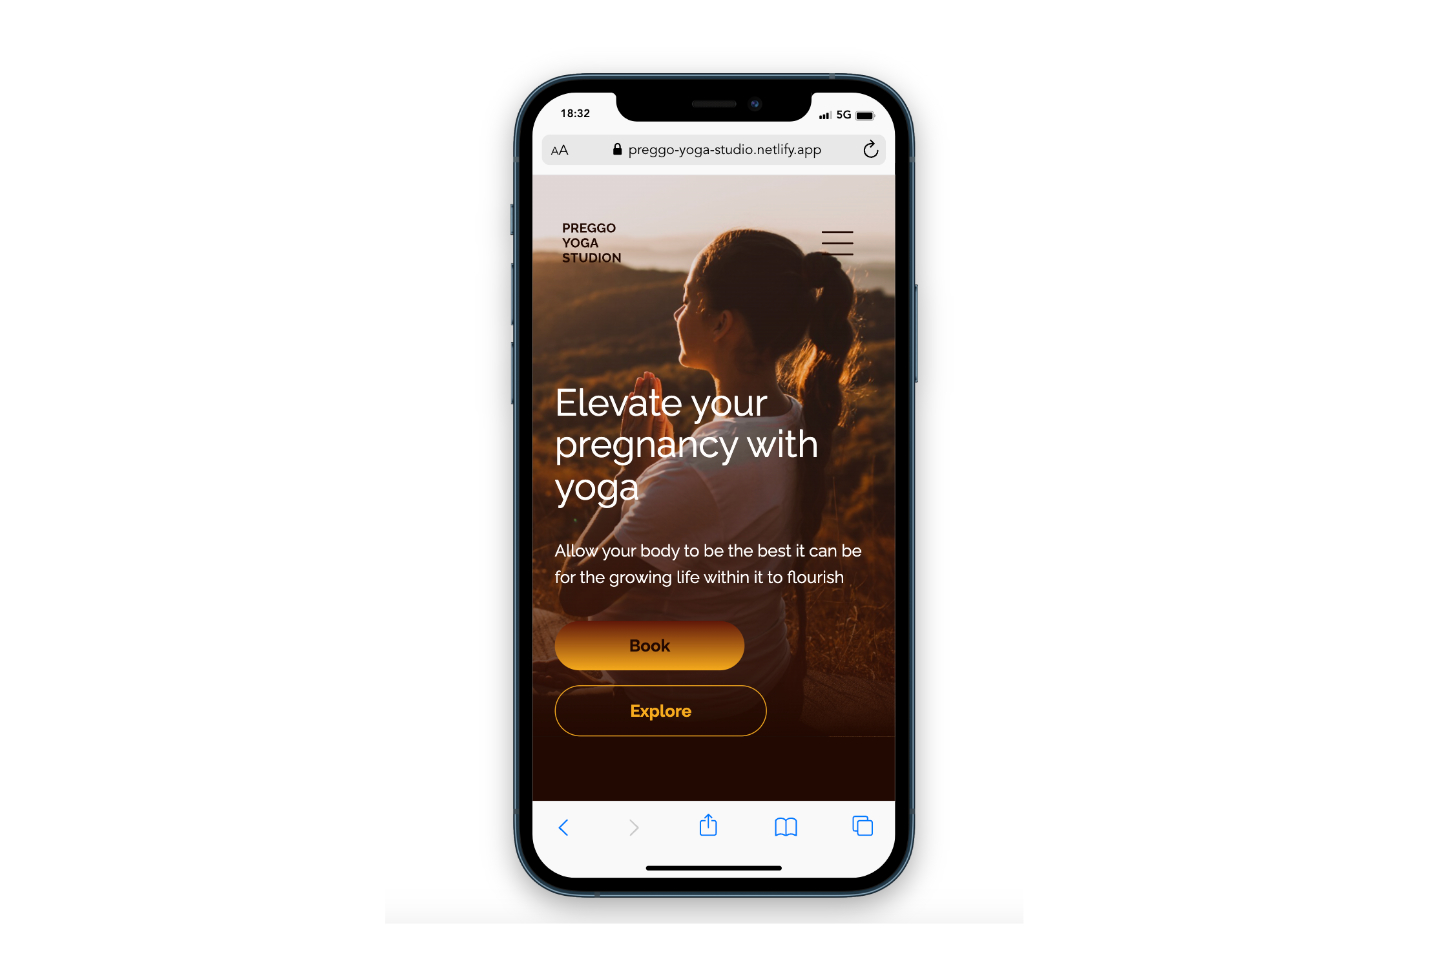 18:32
5G
AA preggo-yoga-studio.netlify.app
PREGGO
YOGA
STUDION
Elevate your
pregnancy with
yoga
Allow your body to be the best it can be
for the growing life within it to flourish
Book
Explore